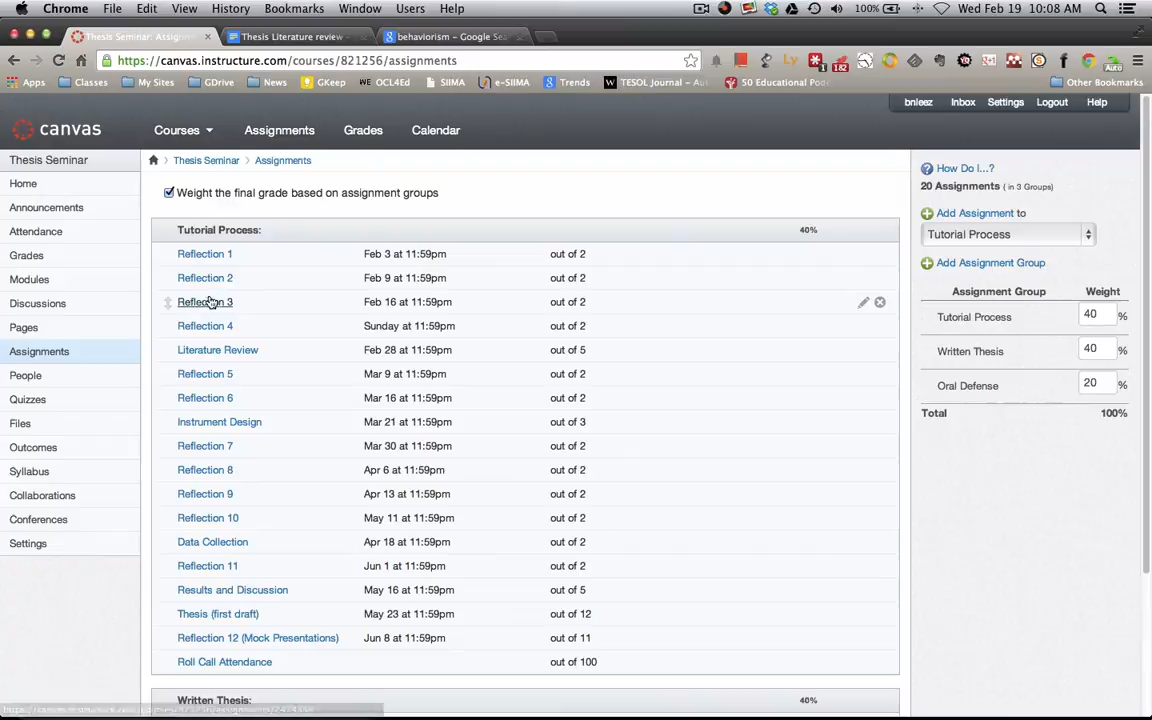 Chrome File Edit View History Bookmarks Window Users Help 100% Wed Feb 19 10:08 AM
Thesis Seminar: Assignm Thesis Literature review behaviorism - Google Se
https://canvas.instructure.com/courses/821256/assignments 182
Apps Classes My Sites GDrive News GKeep WE OCL4Ed SIIMA e-SIIMA Trends W TESOL Journal - Au 50 Educational Pod Other Bookmarks
bnleez Inbox Settings Logout Help
canvas Courses Assignments Grades Calendar
Thesis Seminar
Home
Announcements
Attendance
Grades
Modules
Discussions
Pages
Assignments
People
Quizzes
Files
Outcomes
Syllabus
Collaborations
Conferences
Settings
Thesis Seminar Assignments
Weight the final grade based on assignment groups
Tutorial Process: 40%
Reflection 1 Feb 3 at 11:59pm out of 2
Reflection 2 Feb 9 at 11:59pm out of 2
Reflection 3 Feb 16 at 11:59pm out of 2
Reflection 4 Sunday at 11:59pm out of 2
Literature Review Feb 28 at 11:59pm out of 5
Reflection 5 Mar 9 at 11:59pm out of 2
Reflection 6 Mar 16 at 11:59pm out of 2
Instrument Design Mar 21 at 11:59pm out of 3
Reflection 7 Mar 30 at 11:59pm out of 2
Reflection 8 Apr 6 at 11:59pm out of 2
Reflection 9 Apr 13 at 11:59pm out of 2
Reflection 10 May 11 at 11:59pm out of 2
Data Collection Apr 18 at 11:59pm out of 2
Reflection 11 Jun 1 at 11:59pm out of 2
Results and Discussion May 16 at 11:59pm out of 5
Thesis (first draft) May 23 at 11:59pm out of 12
Reflection 12 (Mock Presentations) Jun 8 at 11:59pm out of 11
Roll Call Attendance out of 100
Written Thesis: 40%
How Do I...?
20 Assignments ( in 3 Groups)
Add Assignment to
Tutorial Process
Add Assignment Group
Assignment Group Weight
Tutorial Process 40 %
Written Thesis 40 %
Oral Defense 20 %
Total 100%